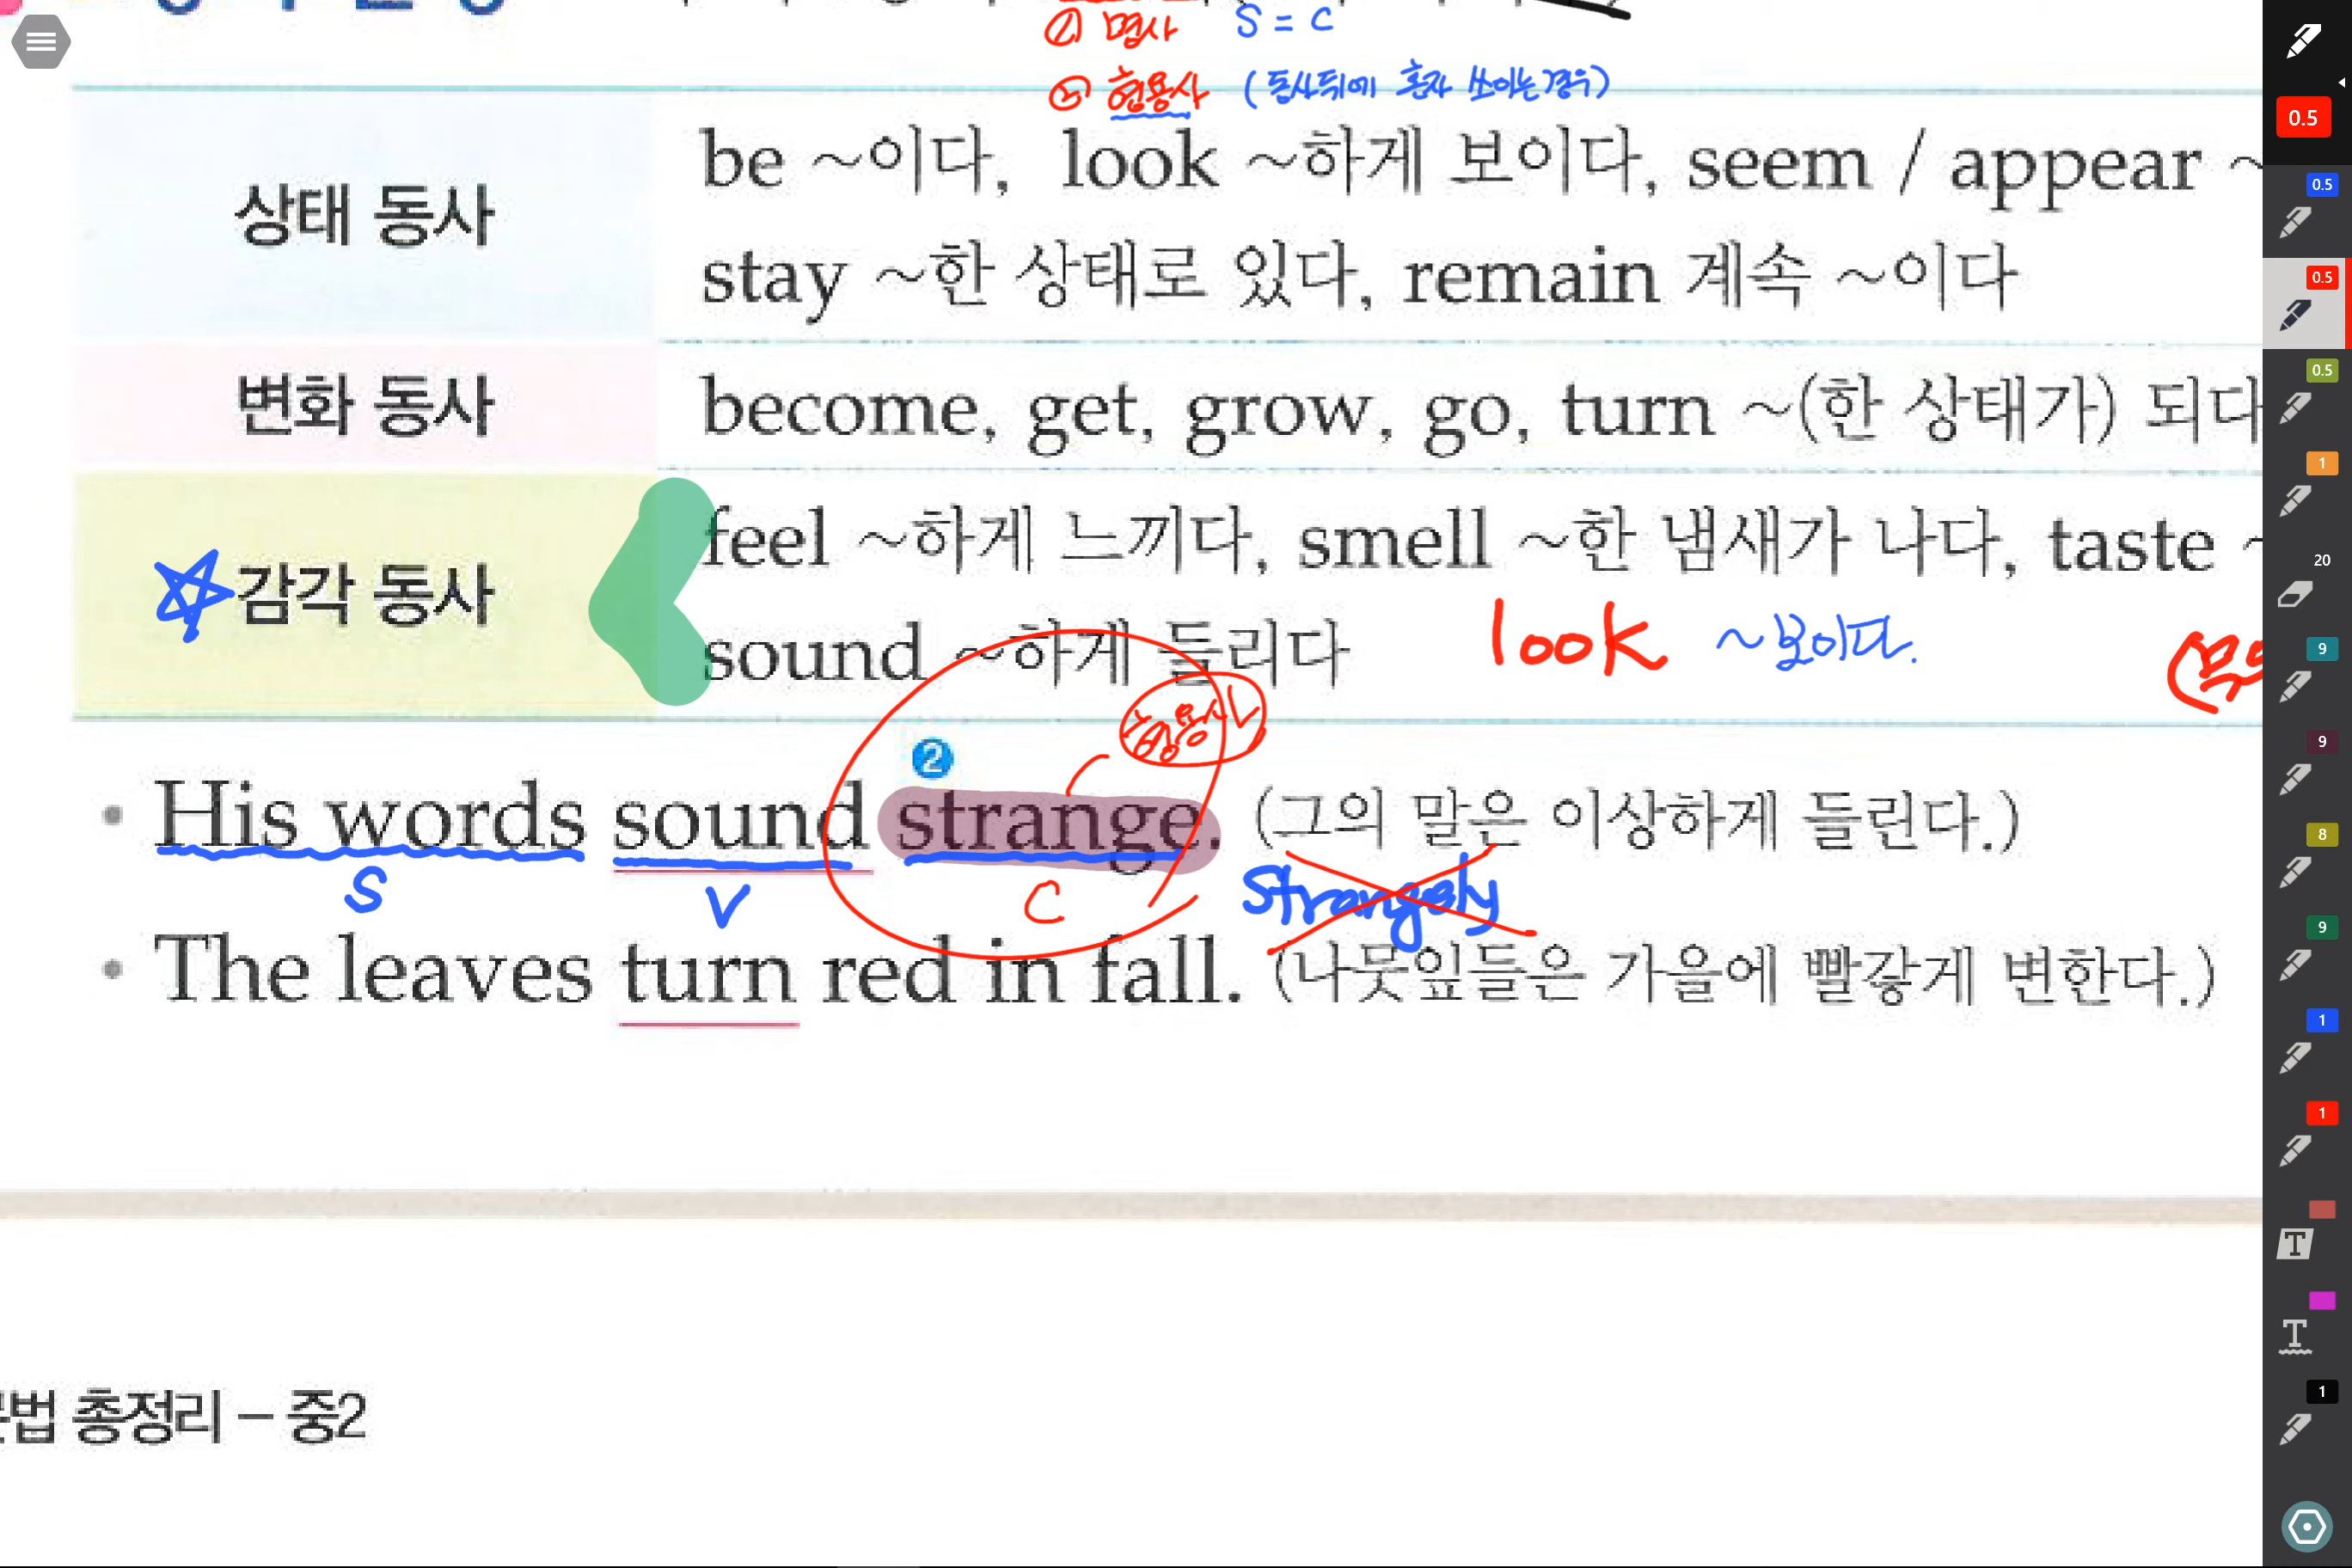 ② 명사 S = C
③ 형용사 (동사뒤에 혼자 쓰이는 경우)
상태 동사
be ~이다, look ~하게 보이다, seem / appear ~
stay ~한 상태로 있다, remain 계속 ~이다
변화 동사
become, get, grow, go, turn ~(한 상태가) 되다
☆감각 동사
feel ~하게 느끼다, smell ~한 냄새가 나다, taste ~
sound ~하게 들리다 look ~보이다.
형용사
2
• His words sound strange. (그의 말은 이상하게 들린다.)
S V C strangely
• The leaves turn red in fall. (나뭇잎들은 가을에 빨갛게 변한다.)
법 총정리 – 중2
0.5
0.5
0.5
0.5
1
20
9
9
8
9
1
1
T
T
1